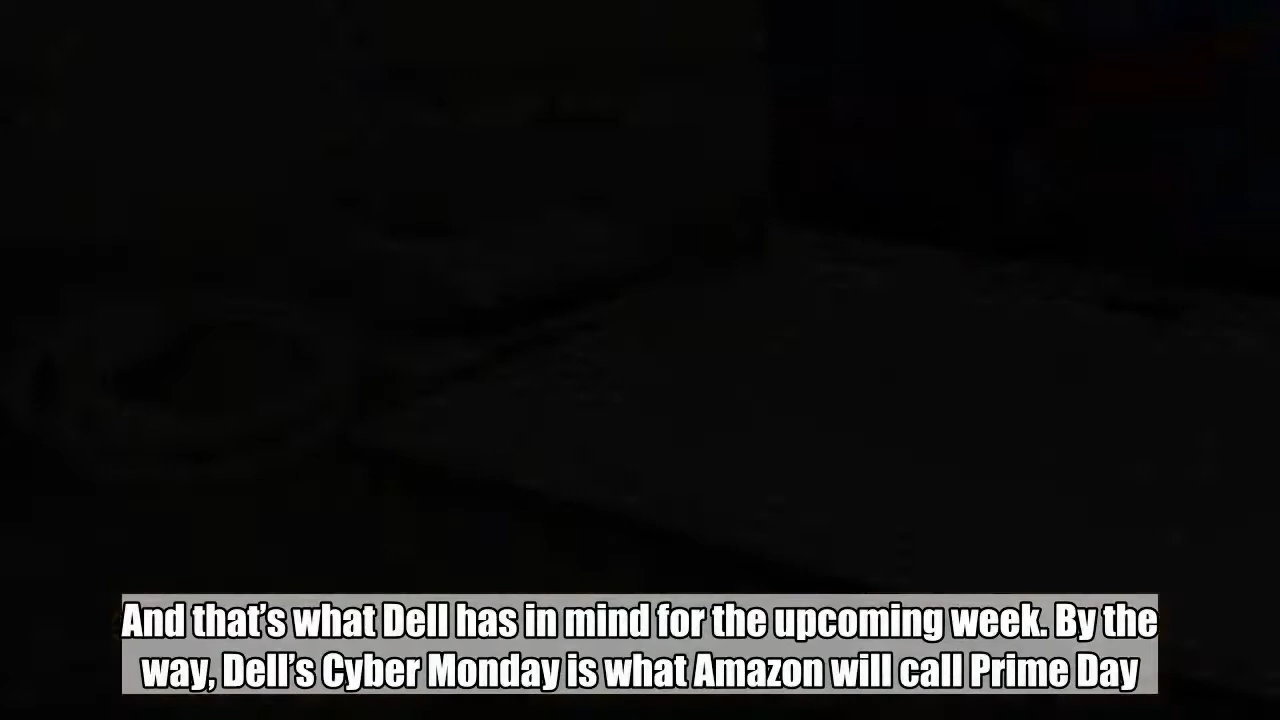 And that's what Dell has in mind for the upcoming week. By the
way, Dell's Cyber Monday is what Amazon will call Prime Day